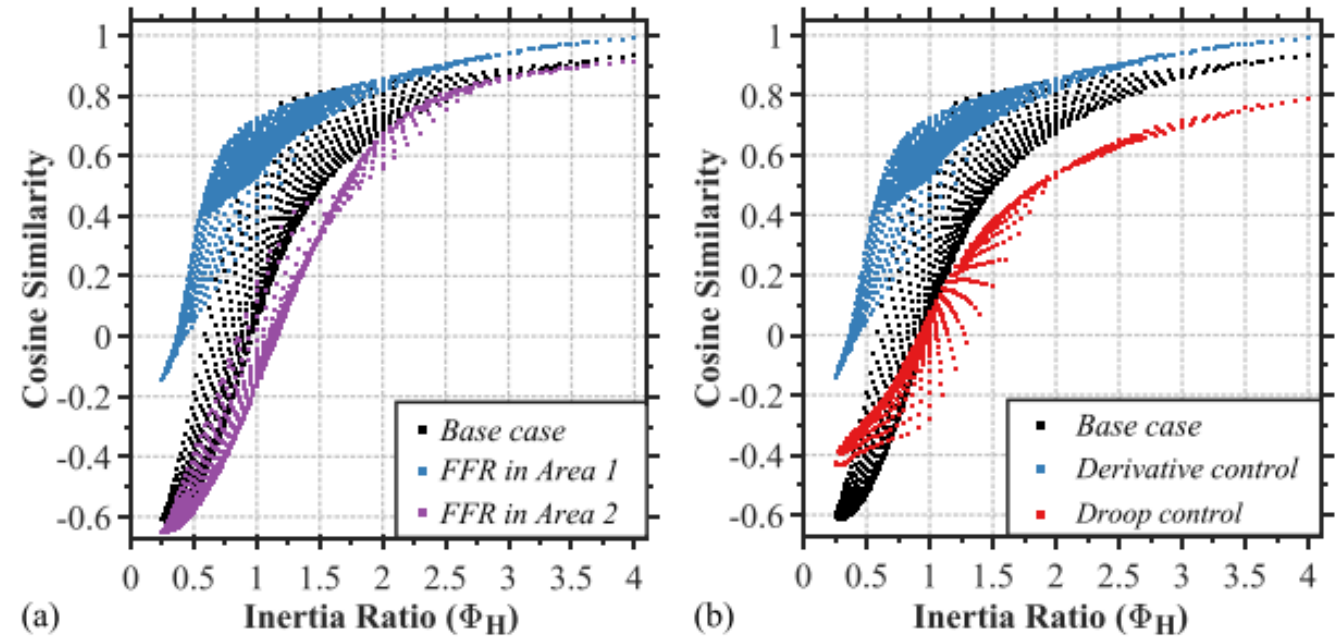 1
0.8
0.6
0.4
0.2
0
-0.2
-0.4
-0.6
Cosine Similarity
Base case
FFR in Area 1
FFR in Area 2
0 0.5 1 1.5 2 2.5 3 3.5 4
(a) Inertia Ratio (Φ_H)
1
0.8
0.6
0.4
0.2
0
-0.2
-0.4
-0.6
Cosine Similarity
Base case
Derivative control
Droop control
0 0.5 1 1.5 2 2.5 3 3.5 4
(b) Inertia Ratio (Φ_H)